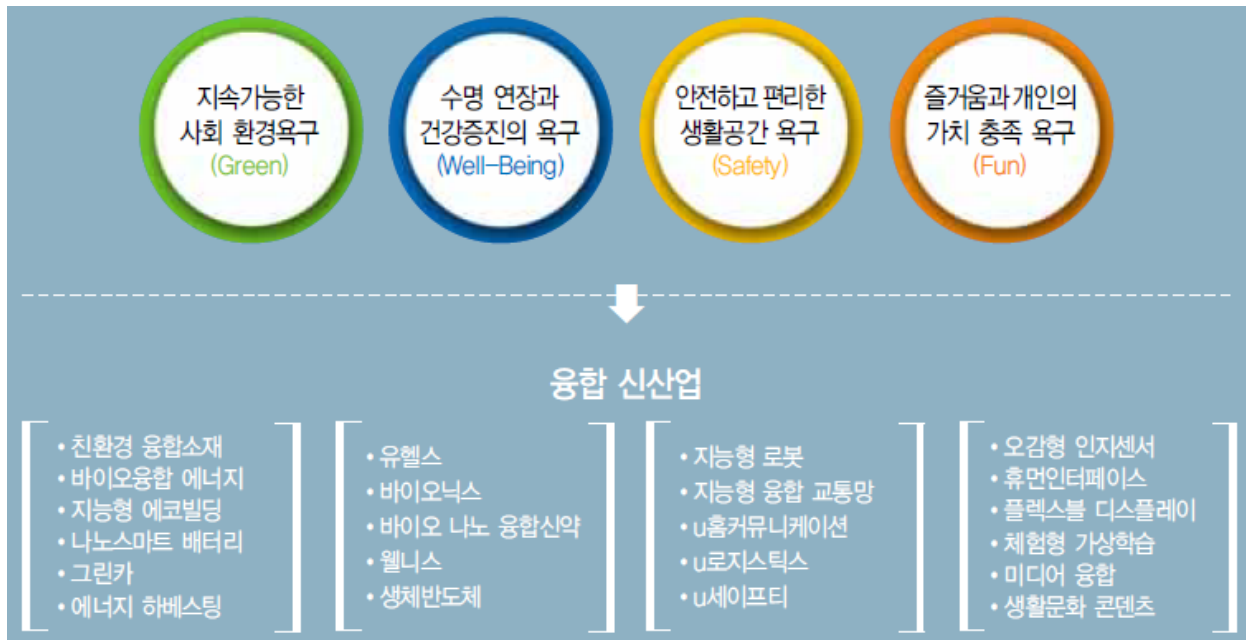 지속가능한
사회 환경욕구
(Green)
수명 연장과
건강증진의 욕구
(Well-Being)
안전하고 편리한
생활공간 욕구
(Safety)
즐거움과 개인의
가치 충족 욕구
(Fun)
융합 신산업
• 친환경 융합소재
• 바이오융합 에너지
• 지능형 에코빌딩
• 나노스마트 배터리
• 그린카
• 에너지 하베스팅
• 유헬스
• 바이오닉스
• 바이오 나노 융합신약
• 웰니스
• 생체반도체
• 지능형 로봇
• 지능형 융합 교통망
• u홈커뮤니케이션
• u로지스틱스
• u세이프티
• 오감형 인지센서
• 휴먼인터페이스
• 플렉스블 디스플레이
• 체험형 가상학습
• 미디어 융합
• 생활문화 콘텐츠